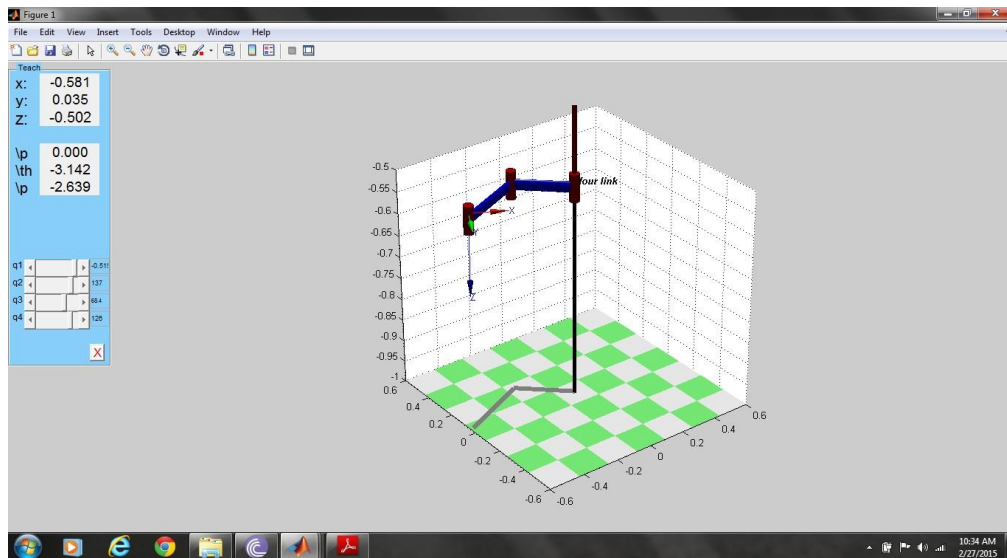 Figure 1
File Edit View Insert Tools Desktop Window Help
Teach
x: -0.581
y: 0.035
z: -0.502
\p 0.000
\th -3.142
\p -2.639
q1 -0.515
q2 137
q3 68.4
q4 126
X
four link
X
Y
Z
-0.5
-0.55
-0.6
-0.65
-0.7
-0.75
-0.8
-0.85
-0.9
-0.95
-1
0.6
0.4
0.2
0
-0.2
-0.4
-0.6
-0.6
-0.4
-0.2
0
0.2
0.4
0.6
10:34 AM
2/27/2015